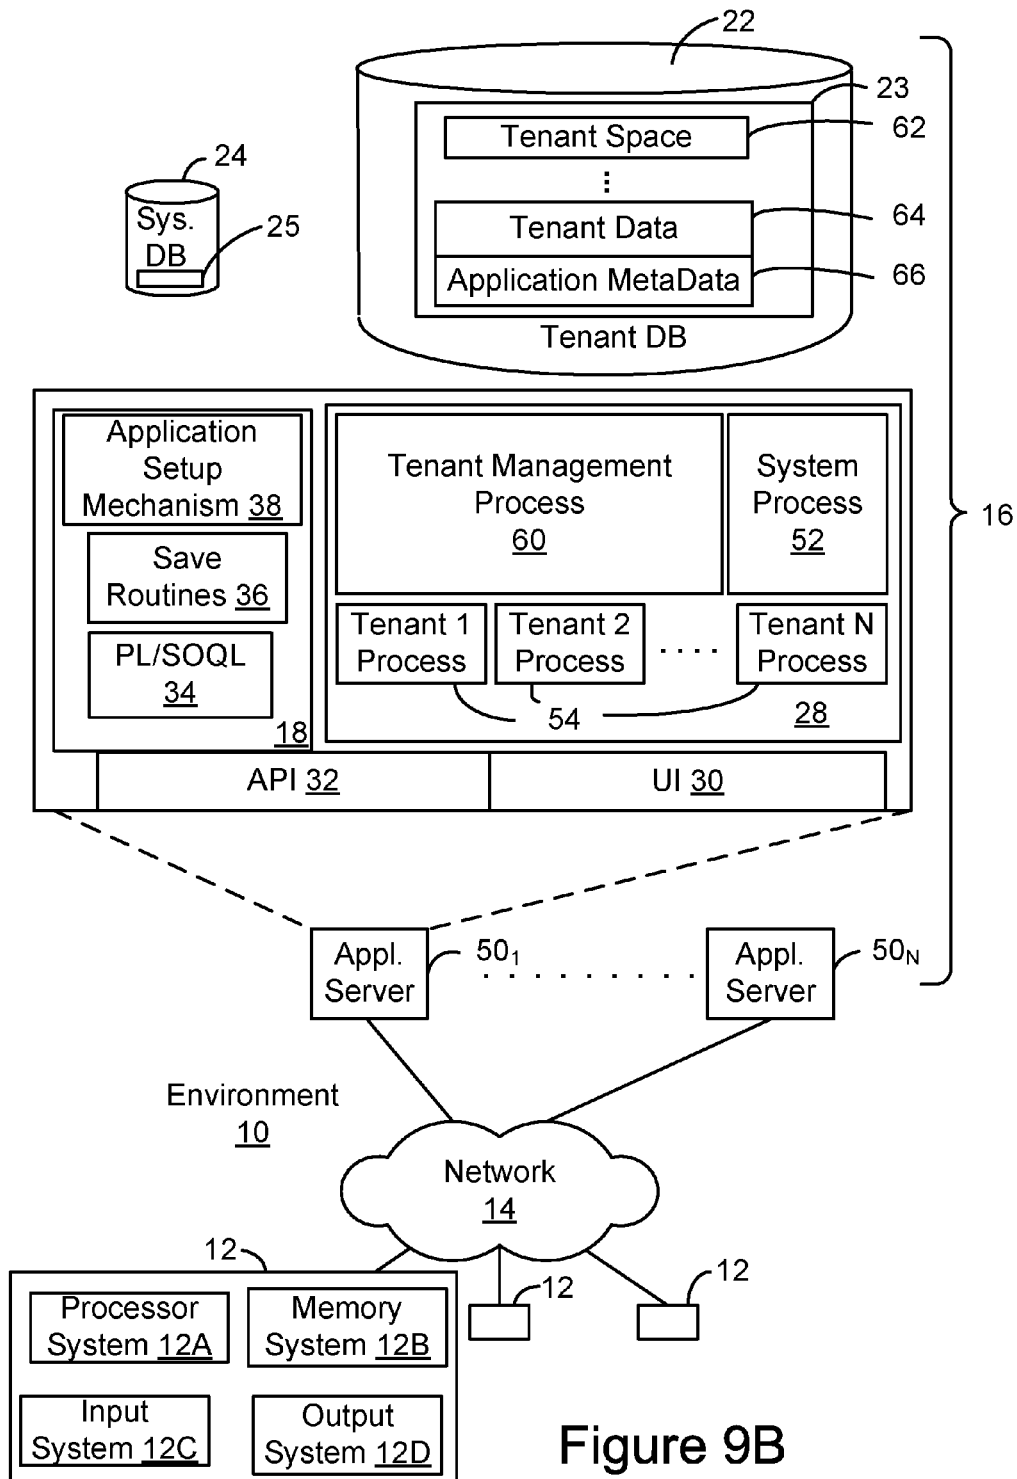 22
23
Tenant Space
62
24
Sys.
DB
25
Tenant Data
64
Application MetaData
66
Tenant DB
16
Application
Setup
Mechanism 38
Save
Routines 36
PL/SOQL
34
18
Tenant Management
Process
60
System
Process
52
Tenant 1
Process
Tenant 2
Process
Tenant N
Process
54
28
API 32
UI 30
Appl.
Server
50₁
Appl.
Server
50N
Environment
10
Network
14
12
12
12
Processor
System 12A
Memory
System 12B
Input
System 12C
Output
System 12D
Figure 9B